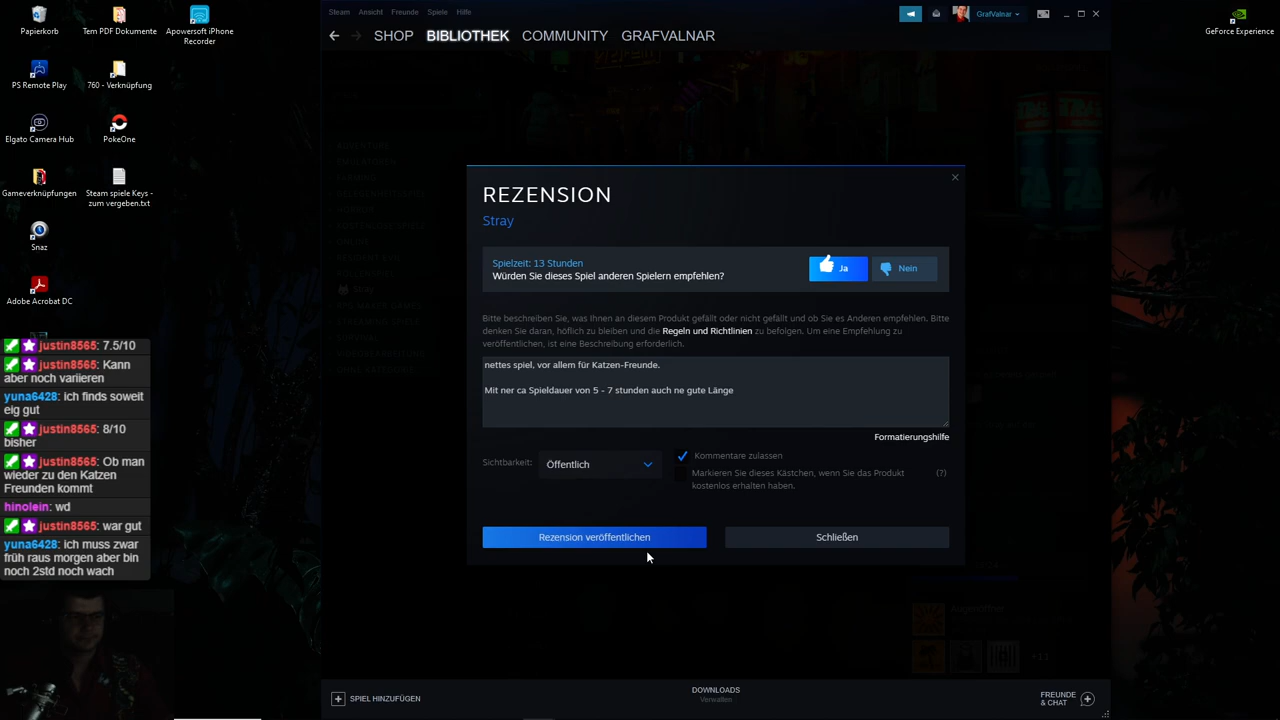 Papierkorb
Tem PDF Dokumente
Apowersoft iPhone
Recorder
PS Remote Play
760 - Verknüpfung
Elgato Camera Hub
PokeOne
Gameverknüpfungen
Steam spiele Keys -
zum vergeben.txt
Snaz
Adobe Acrobat DC
GeForce Experience
justin8565: 7.5/10
justin8565: Kann
aber noch variieren
yuna6428: ich finds soweit
eig gut
justin8565: 8/10
bisher
justin8565: Ob man
wieder zu den Katzen
Freunden kommt
hinolein: wd
justin8565: war gut
yuna6428: ich muss zwar
früh raus morgen aber bin
noch 2std noch wach
Steam Ansicht Freunde Spiele Hilfe
GrafValnar
SHOP BIBLIOTHEK COMMUNITY GRAFVALNAR
REZENSION
Stray
Spielzeit: 13 Stunden
Würden Sie dieses Spiel anderen Spielern empfehlen?
Ja
Nein
Bitte beschreiben Sie, was Ihnen an diesem Produkt gefällt oder nicht gefällt und ob Sie es Anderen empfehlen. Bitte
denken Sie daran, höflich zu bleiben und die Regeln und Richtlinien zu befolgen. Um eine Empfehlung zu
veröffentlichen, ist eine Beschreibung erforderlich.
nettes spiel, vor allem für Katzen-Freunde.
Mit ner ca Spieldauer von 5 - 7 stunden auch ne gute Länge
Formatierungshilfe
Sichtbarkeit:
Öffentlich
Kommentare zulassen
Markieren Sie dieses Kästchen, wenn Sie das Produkt
kostenlos erhalten haben.
(?)
Rezension veröffentlichen
Schließen
Augenöffner
+11
SPIEL HINZUFÜGEN
DOWNLOADS
Verwalten
FREUNDE
& CHAT